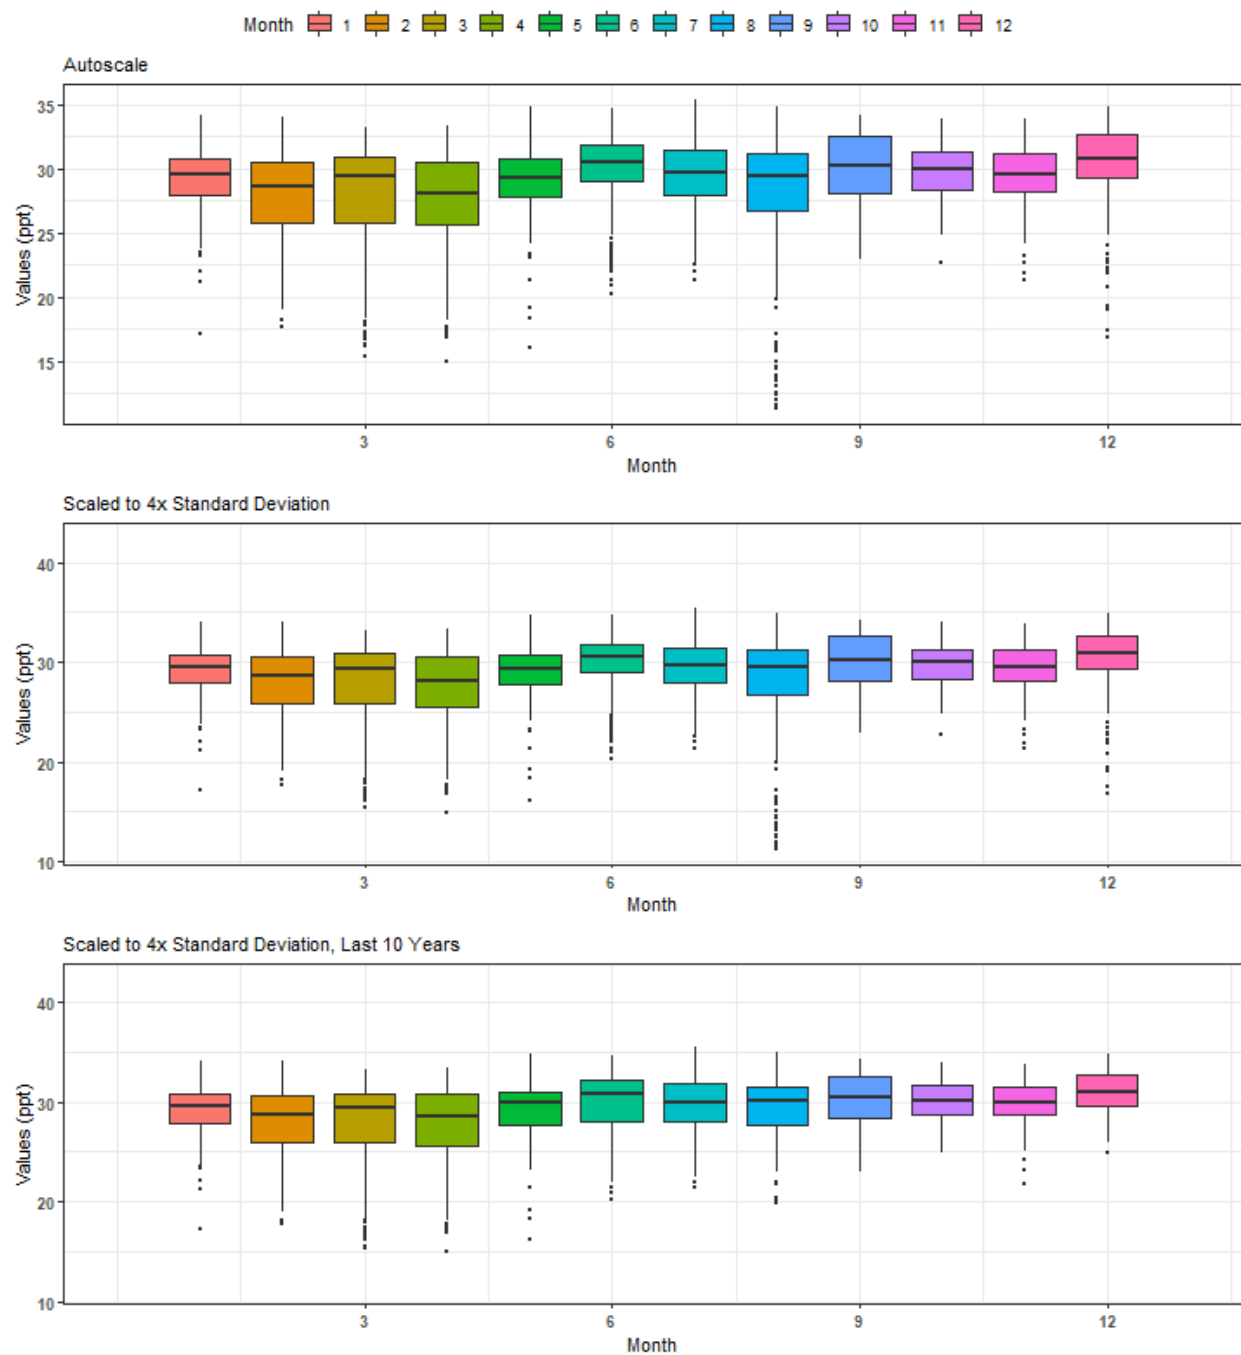 Month 1 2 3 4 5 6 7 8 9 10 11 12
Autoscale
Values (ppt)
35
30
25
20
15
3 6 9 12
Month
Scaled to 4x Standard Deviation
Values (ppt)
40
30
20
10
3 6 9 12
Month
Scaled to 4x Standard Deviation, Last 10 Years
Values (ppt)
40
30
20
10
3 6 9 12
Month